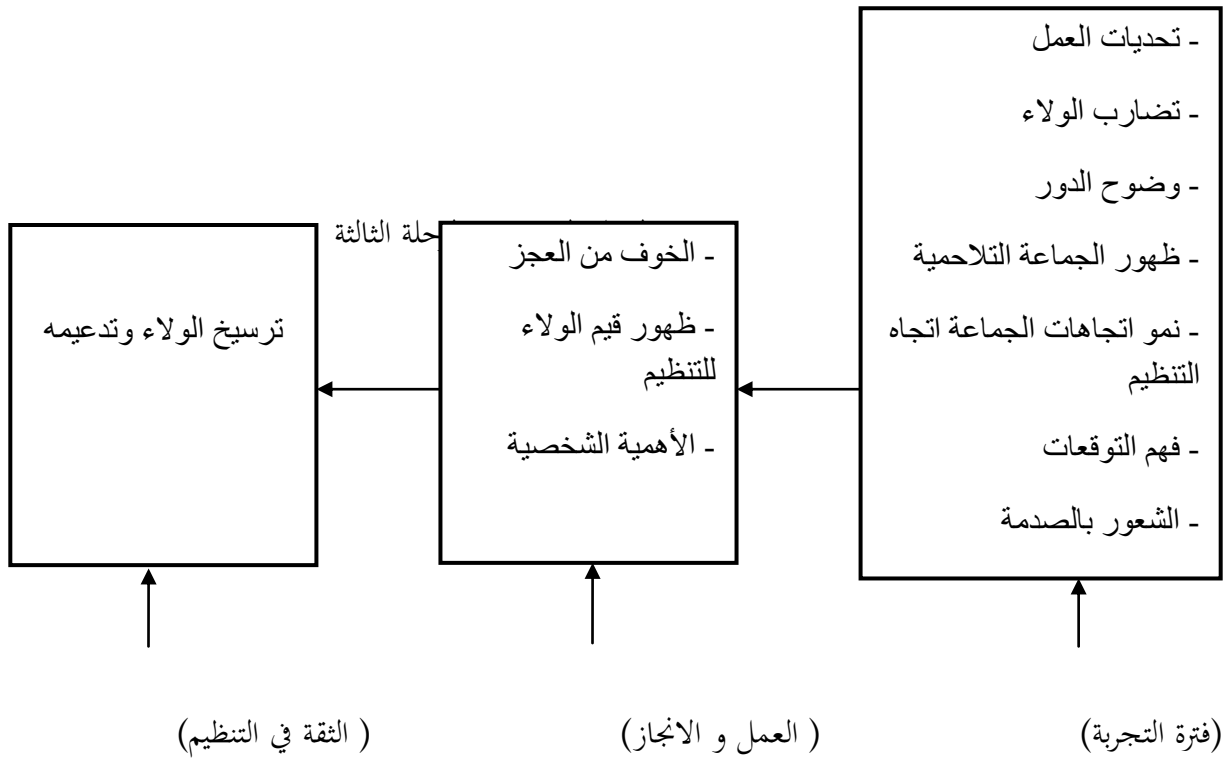 - تحديات العمل
- تضارب الولاء
- وضوح الدور
- ظهور الجماعة التلاحمية
- نمو اتجاهات الجماعة اتجاه
التنظيم
- فهم التوقعات
- الشعور بالصدمة
- الخوف من العجز
- ظهور قيم الولاء
للتنظيم
- الأهمية الشخصية
الثالثة
ترسيخ الولاء وتدعيمه
(فترة التجربة)
( العمل و الانجاز)
( الثقة في التنظيم)